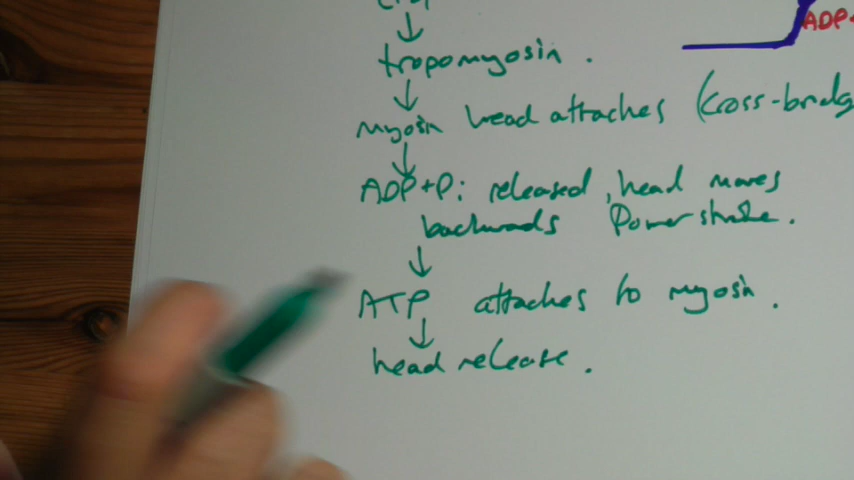 ADP
tropomyosin.
myosin head attaches (cross-bridg
ADP+Pi released, head moves
backwards Power stroke.
ATP attaches to myosin.
head release.